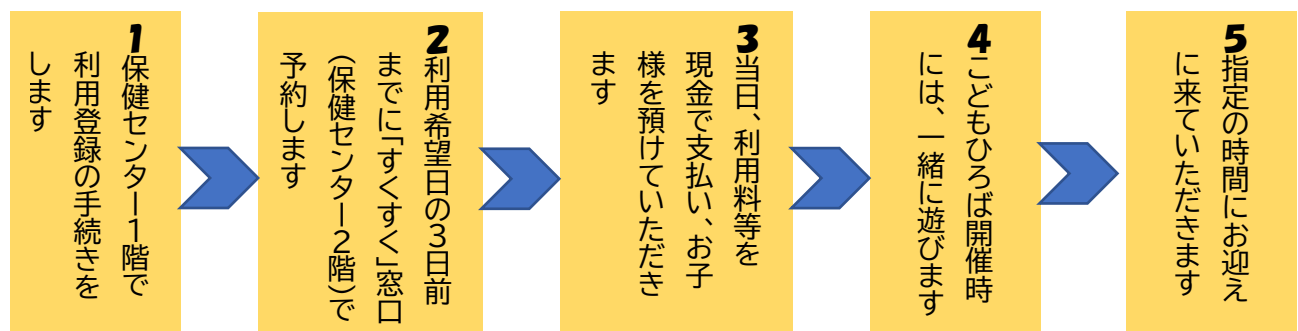 1保健センター1階で
利用登録の手続きを
します
2利用希望日の3日前
までに「すくすく」窓口
(保健センター2階)で
予約します
3当日、利用料等を
現金で支払い、お子
様を預けていただき
ます
4こどもひろば開催時
には、一緒に遊びます
5指定の時間にお迎え
に来ていただきます